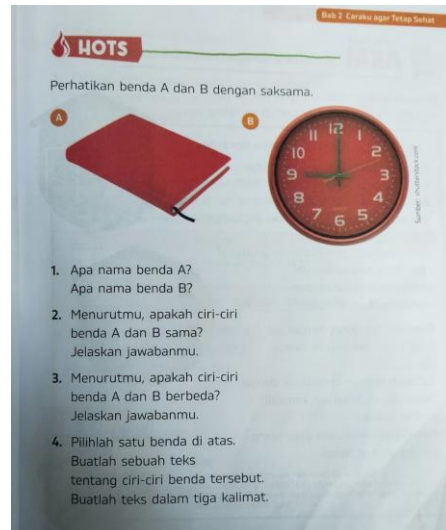 Bab 2 Caraku agar Tetap Sehat
HOTS
Perhatikan benda A dan B dengan saksama.
A
B
12
1
2
3
4
5
6
7
8
9
10
11
Sumber: shutterstock.com
1. Apa nama benda A?
Apa nama benda B?
2. Menurutmu, apakah ciri-ciri
benda A dan B sama?
Jelaskan jawabanmu.
3. Menurutmu, apakah ciri-ciri
benda A dan B berbeda?
Jelaskan jawabanmu.
4. Pilihlah satu benda di atas.
Buatlah sebuah teks
tentang ciri-ciri benda tersebut.
Buatlah teks dalam tiga kalimat.